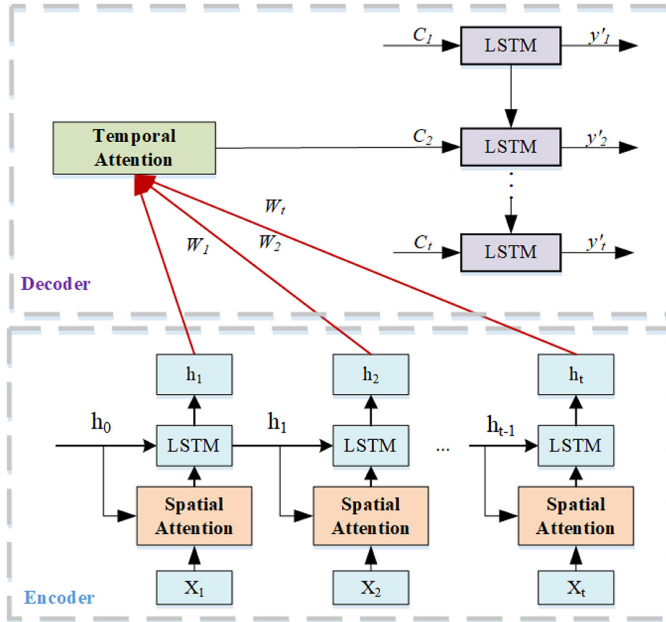 C₁ LSTM y'₁
Temporal
Attention
C₂ LSTM y'₂
W₁ W₂ Wₜ
Cₜ LSTM y'ₜ
Decoder
h₁ h₂ hₜ
h₀ LSTM h₁ LSTM ... hₜ₋₁ LSTM
Spatial
Attention
Spatial
Attention
Spatial
Attention
X₁ X₂ Xₜ
Encoder